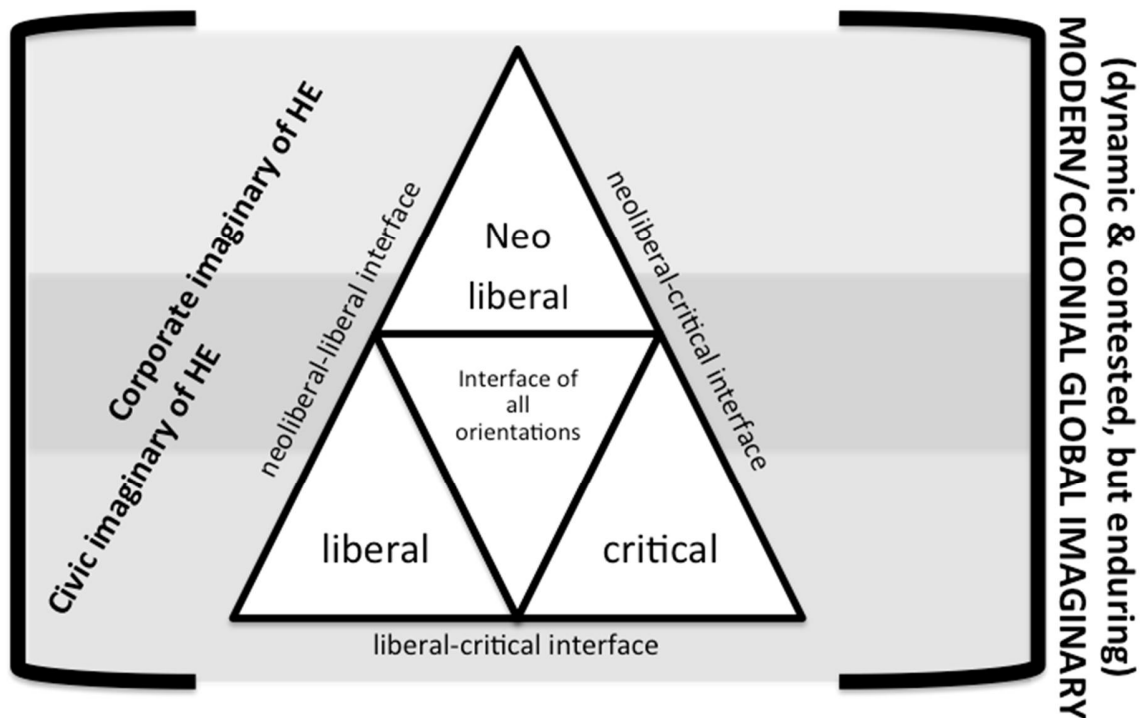 Corporate imaginary of HE
Civic imaginary of HE
neoliberal-liberal interface
Neo
liberal
neoliberal-critical interface
Interface of
all
orientations
liberal
critical
liberal-critical interface
(dynamic & contested, but enduring)
MODERN/COLONIAL GLOBAL IMAGINARY